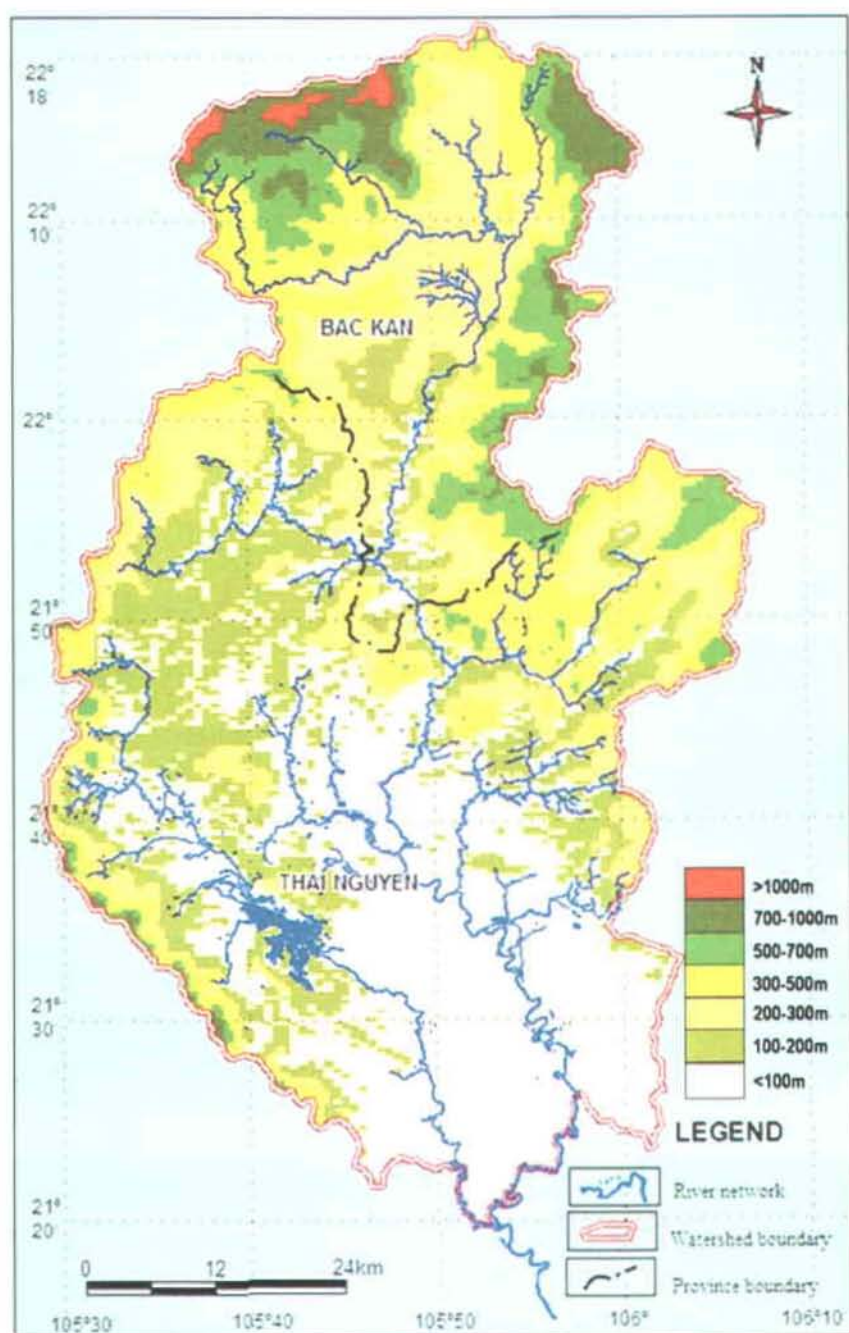 22°
18
N
22°
10
BAC KAN
22°
21°
50
21°
40
THAI NGUYEN
>1000m
700-1000m
500-700m
300-500m
200-300m
100-200m
<100m
21°
30
LEGEND
River network
21°
20
Watershed boundary
0 12 24km
Province boundary
105°30 105°40 105°50 106° 106°10